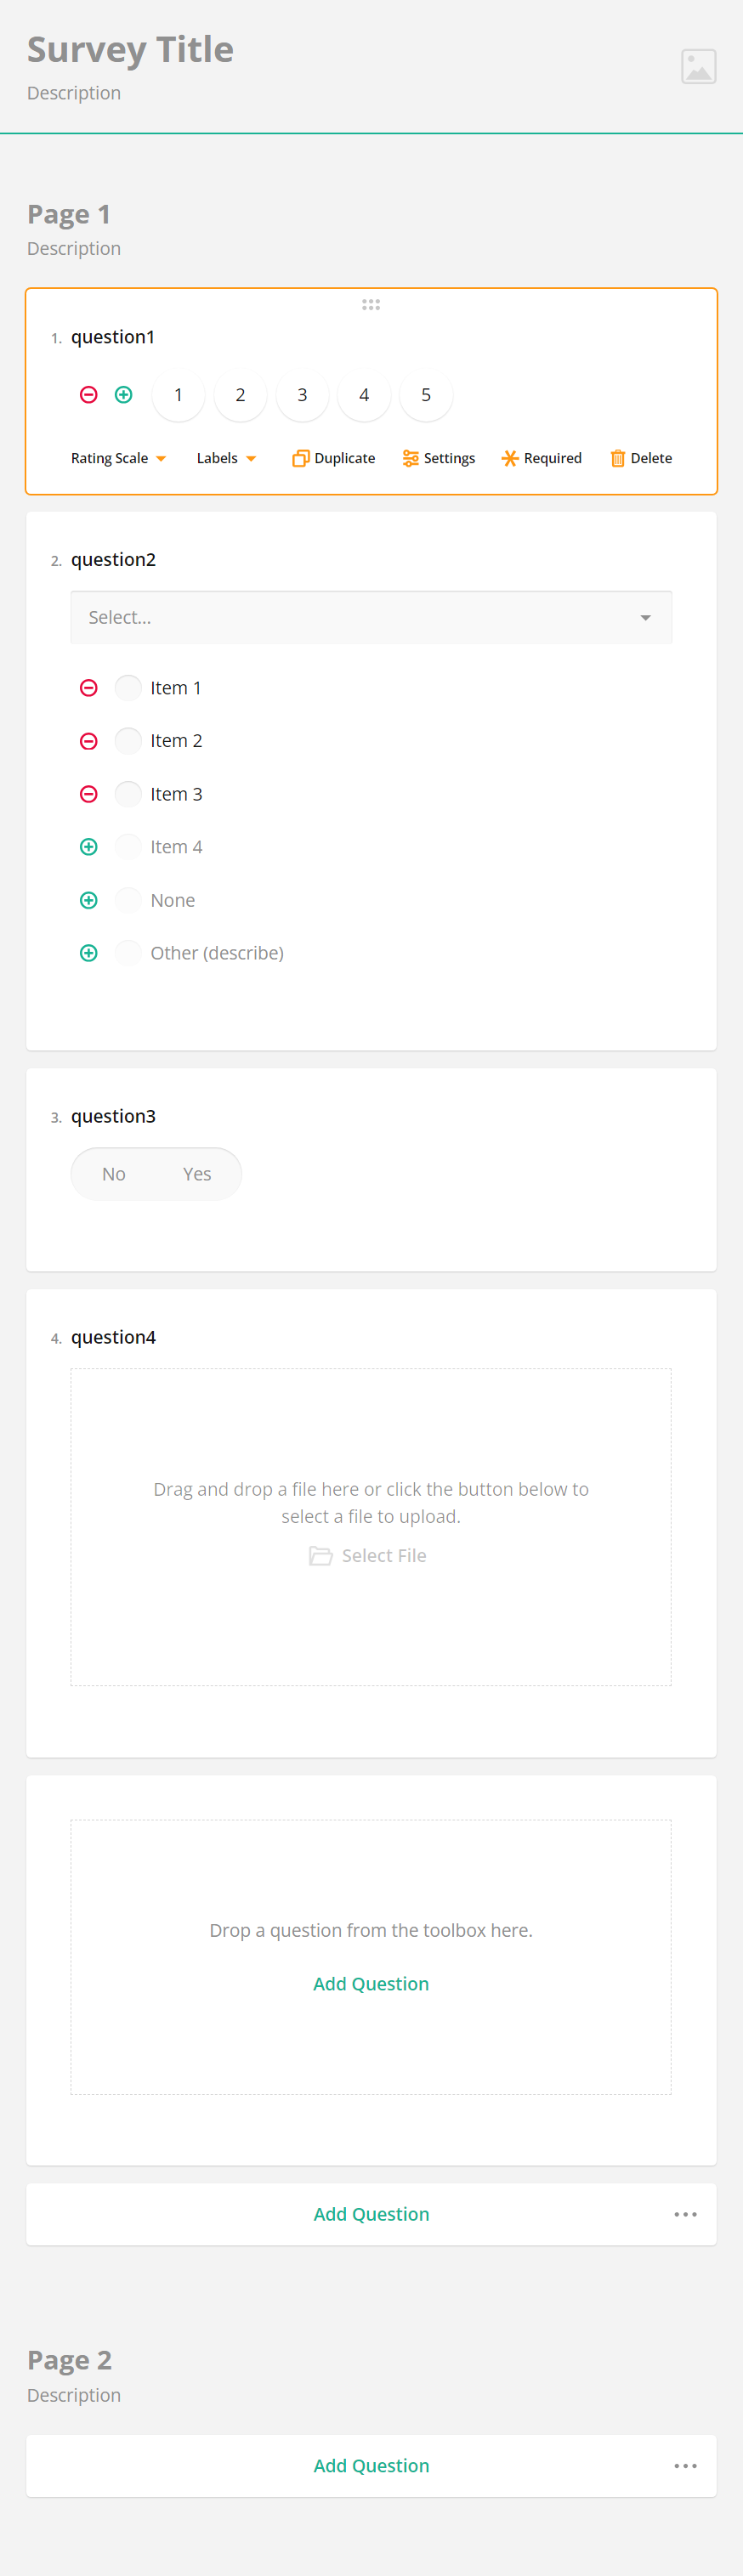 Survey Title
Description
Page 1
Description
1. question1
1 2 3 4 5
Rating Scale Labels Duplicate Settings Required Delete
2. question2
Select...
Item 1
Item 2
Item 3
Item 4
None
Other (describe)
3. question3
No Yes
4. question4
Drag and drop a file here or click the button below to
select a file to upload.
Select File
Drop a question from the toolbox here.
Add Question
Add Question
Page 2
Description
Add Question